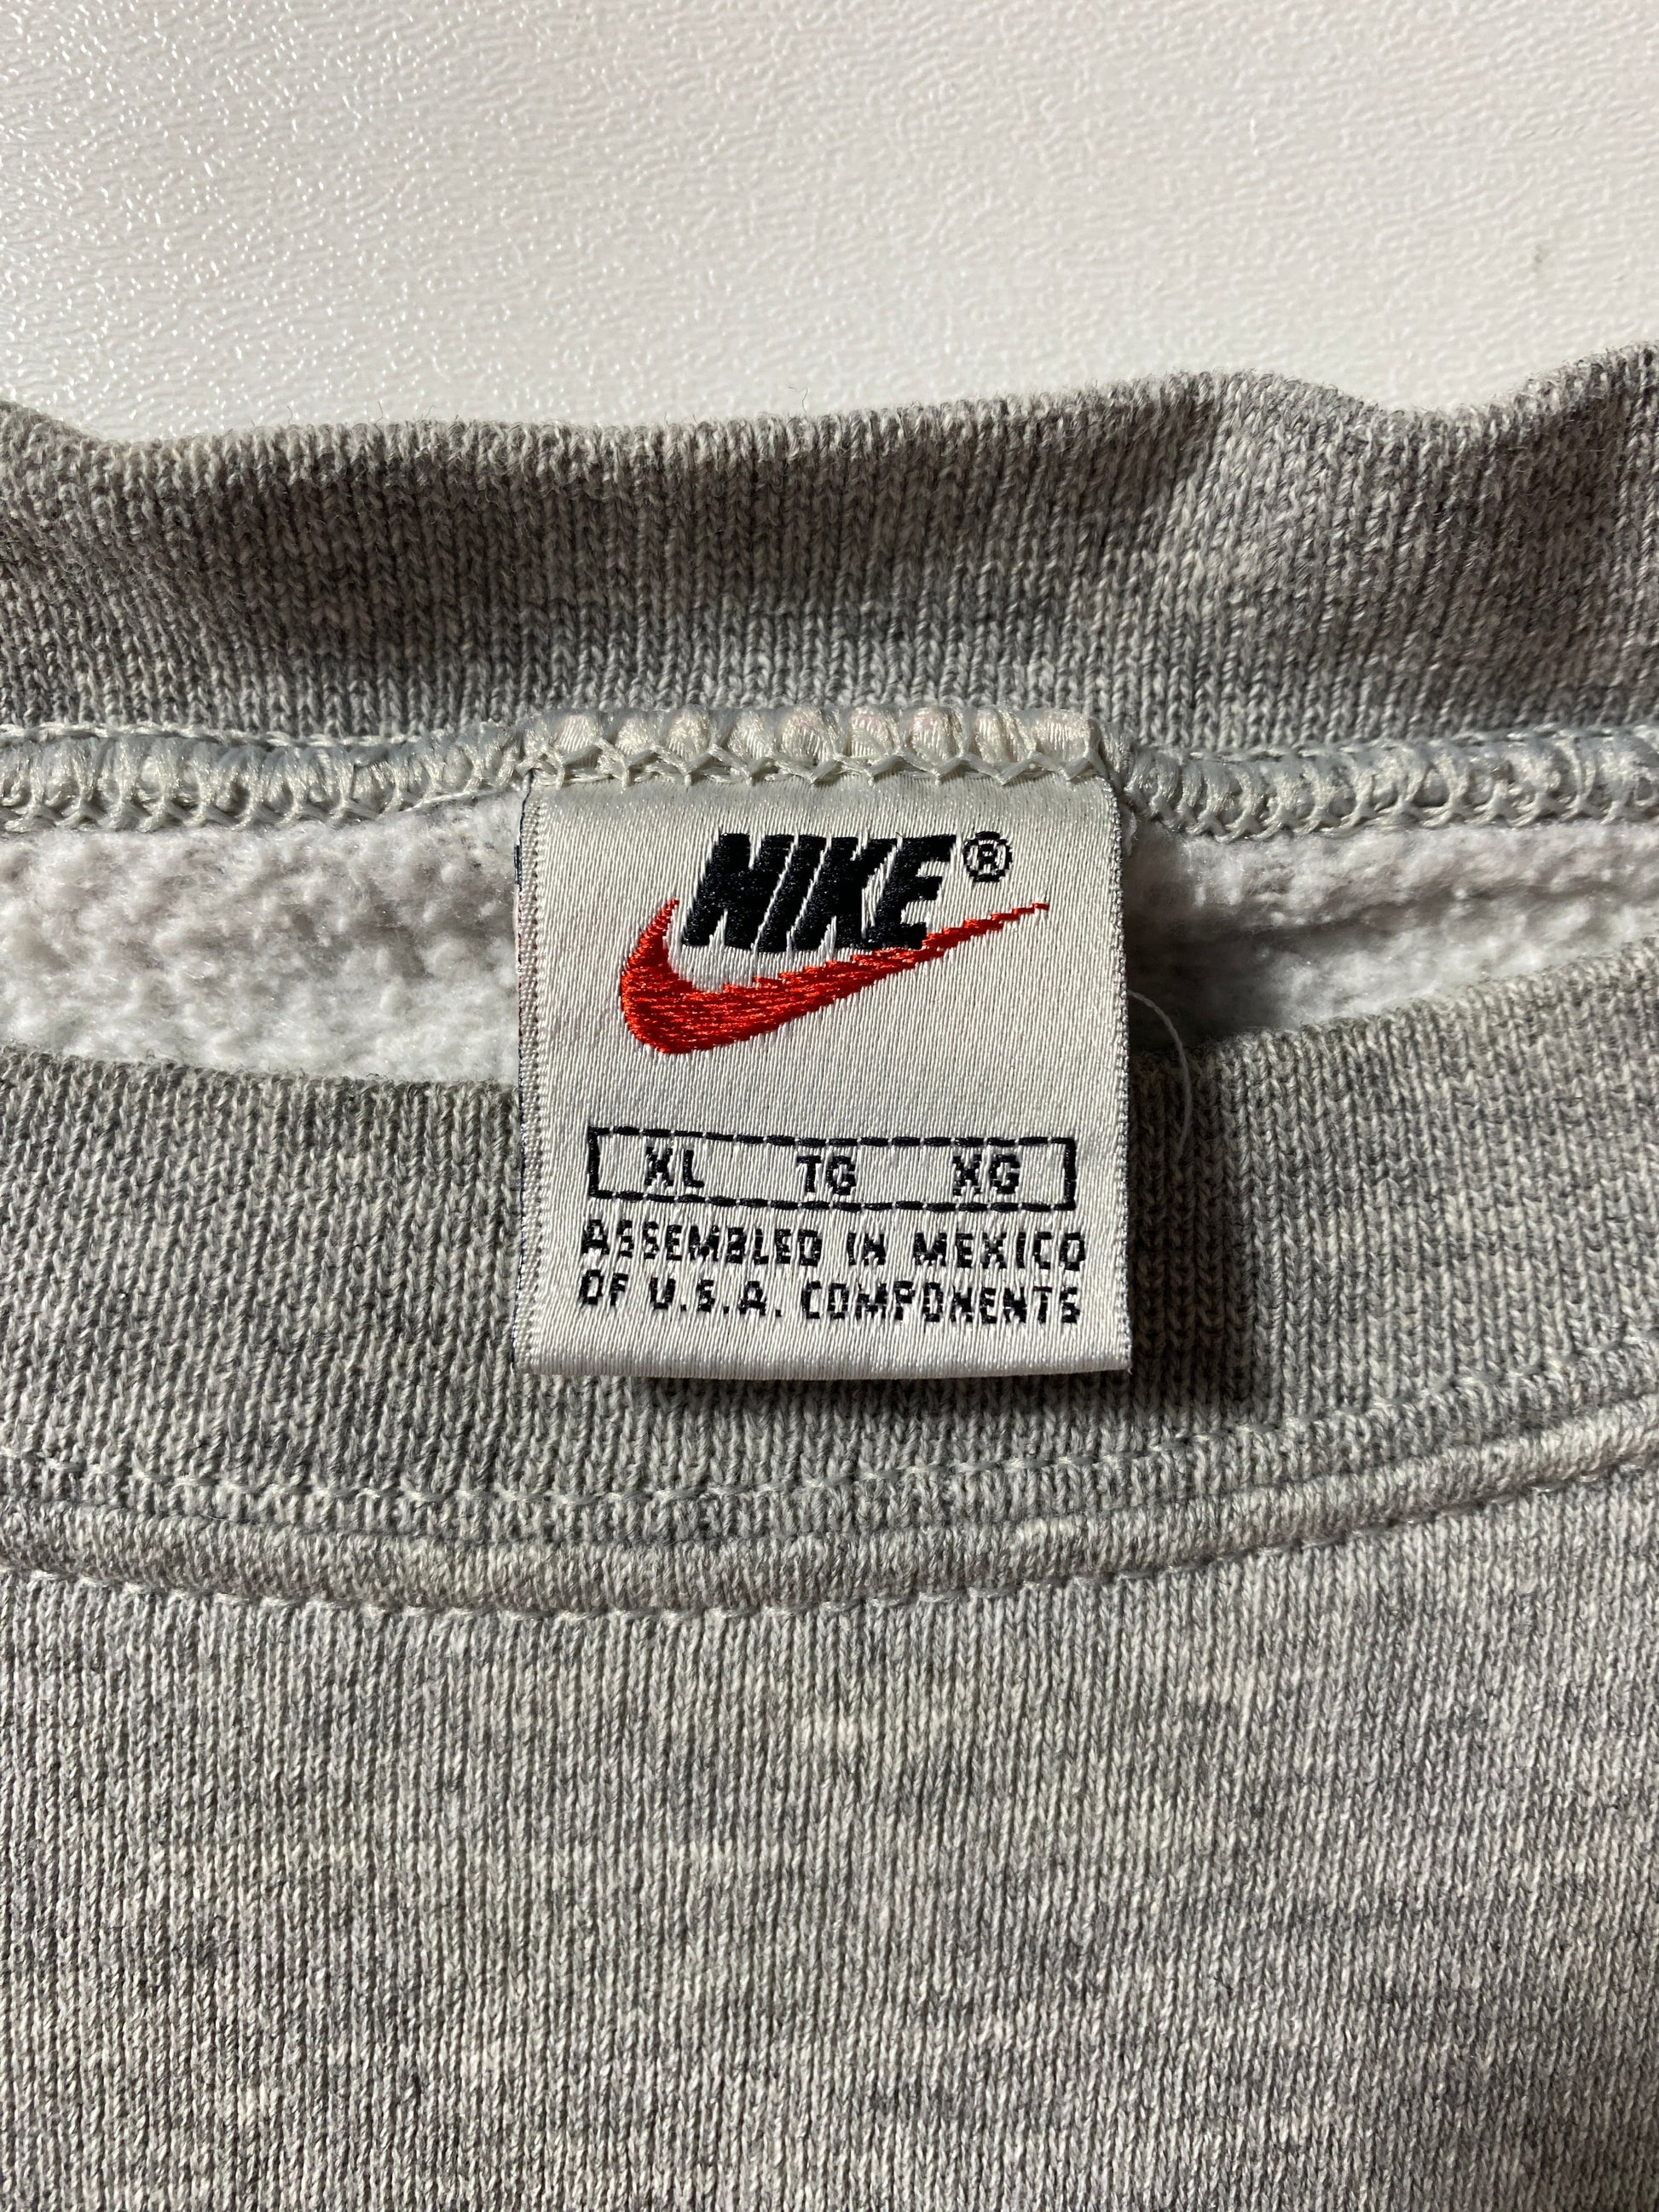 NIKE®
XL TG XG
ASSEMBLED IN MEXICO
OF U.S.A. COMPONENTS